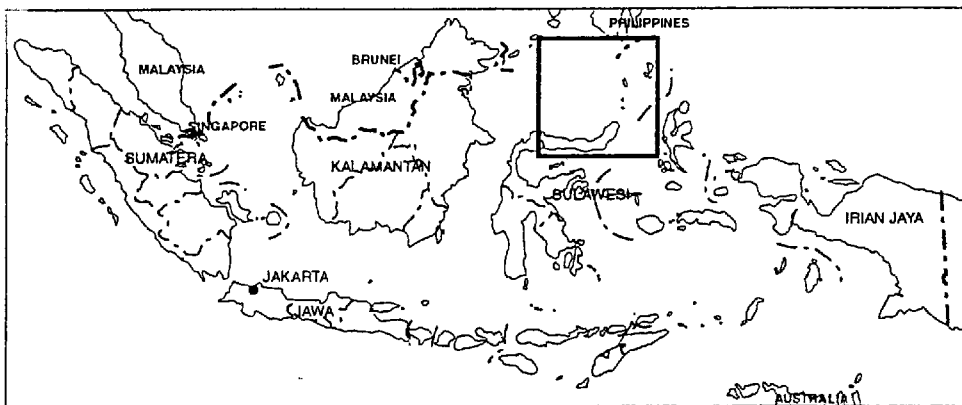 PHILIPPINES
BRUNEI
MALAYSIA
MALAYSIA
SINGAPORE
SUMATERA
KALAMANTAN
SULAWESI
IRIAN JAYA
JAKARTA
JAWA
AUSTRALIA